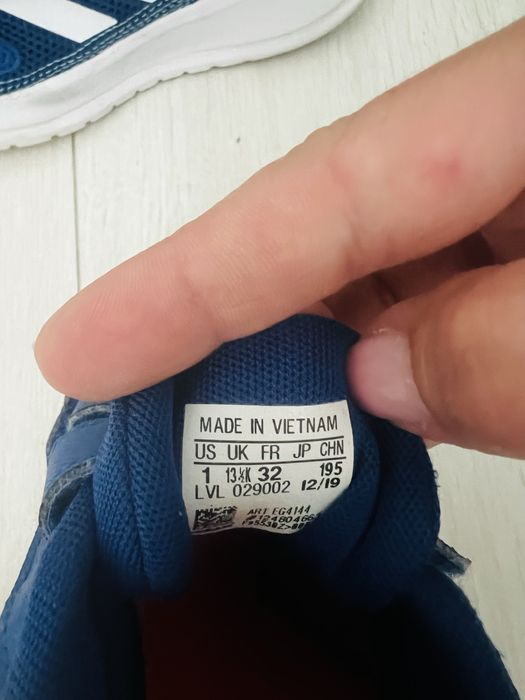 MADE IN VIETNAM
US UK FR JP CHN
1 13½K 32 195
LVL 029002 12/19
ART EG4144